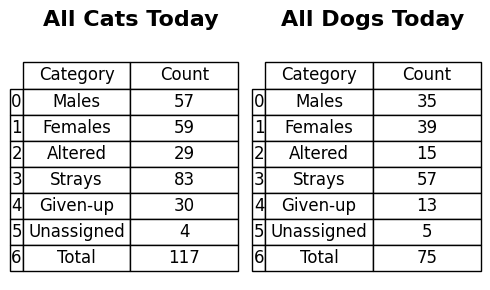 All Cats Today
Category Count
0 Males 57
1 Females 59
2 Altered 29
3 Strays 83
4 Given-up 30
5 Unassigned 4
6 Total 117
All Dogs Today
Category Count
0 Males 35
1 Females 39
2 Altered 15
3 Strays 57
4 Given-up 13
5 Unassigned 5
6 Total 75